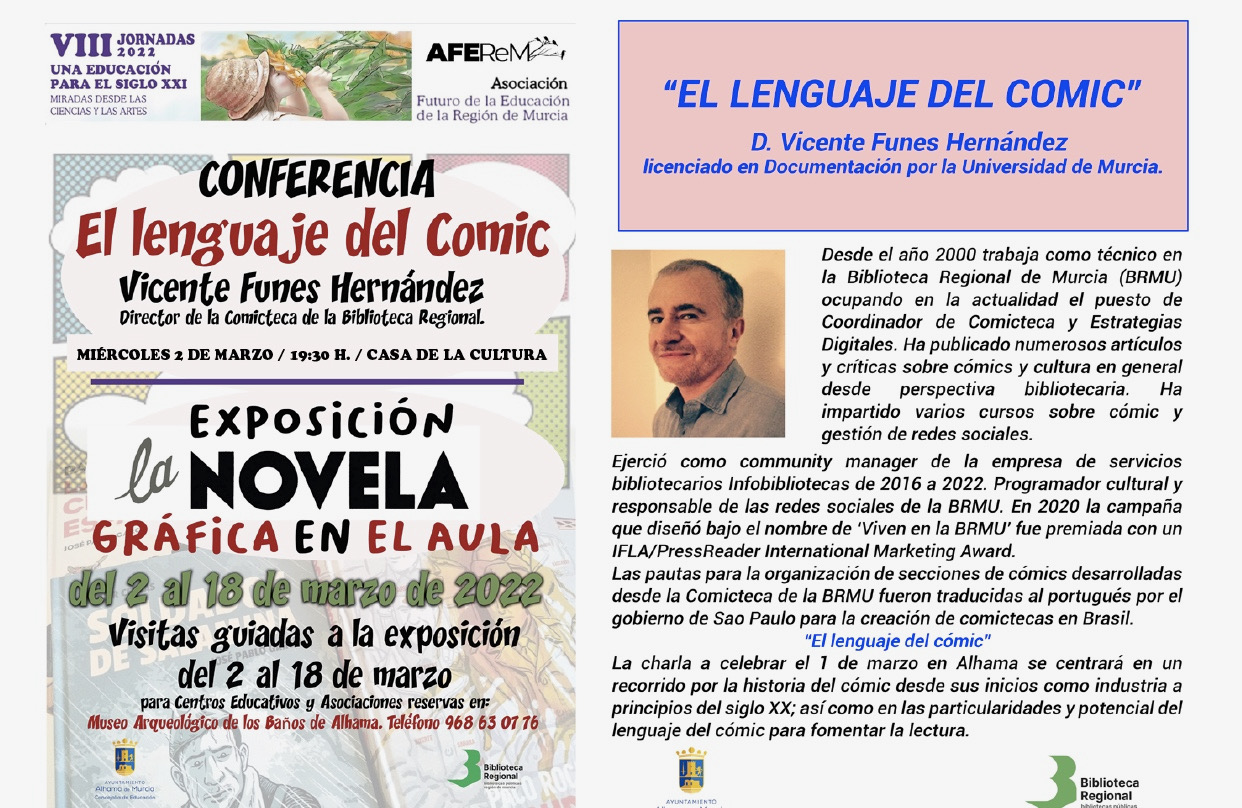 VIII JORNADAS
2022
UNA EDUCACIÓN
PARA EL SIGLO XXI
MIRADAS DESDE LAS
CIENCIAS Y LAS ARTES
AFEReM
Asociación
Futuro de la Educación
de la Región de Murcia
CONFERENCIA
El lenguaje del Comic
Vicente Funes Hernández
Director de la Comicteca de la Biblioteca Regional.
MIÉRCOLES 2 DE MARZO / 19:30 H. / CASA DE LA CULTURA
EXPOSICIÓN
la NOVELA
GRÁFICA EN EL AULA
del 2 al 18 de marzo de 2022
Visitas guiadas a la exposición
del 2 al 18 de marzo
para Centros Educativos y Asociaciones reservas en:
Museo Arqueológico de los Baños de Alhama. Teléfono 968 63 07 76
AYUNTAMIENTO
Alhama de Murcia
Concejalía de Educación
Biblioteca
Regional
“EL LENGUAJE DEL COMIC”
D. Vicente Funes Hernández
licenciado en Documentación por la Universidad de Murcia.
Desde el año 2000 trabaja como técnico en
la Biblioteca Regional de Murcia (BRMU)
ocupando en la actualidad el puesto de
Coordinador de Comicteca y Estrategias
Digitales. Ha publicado numerosos artículos
y críticas sobre cómics y cultura en general
desde perspectiva bibliotecaria. Ha
impartido varios cursos sobre cómic y
gestión de redes sociales.
Ejerció como community manager de la empresa de servicios
bibliotecarios Infobibliotecas de 2016 a 2022. Programador cultural y
responsable de las redes sociales de la BRMU. En 2020 la campaña
que diseñó bajo el nmbre de ‘Viven en la BRMU’ fue premiada con un
IFLA/PressReader International Marketing Award.
Las pautas para la organización de secciones de cómics desarrolladas
desde la Comicteca de la BRMU fueron traducidas al portugués por el
gobierno de Sao Paulo para la creación de comictecas en Brasil.
“El lenguaje del cómic”
La charla a celebrar el 1 de marzo en Alhama se centrará en un
recorrido por la historia del cómic desde sus inicios como industria a
principios del siglo XX; así como en las particularidades y potencial del
lenguaje del cómic para fomentar la lectura.
AYUNTAMIENTO
Biblioteca
Regional
bibliotecas públicas